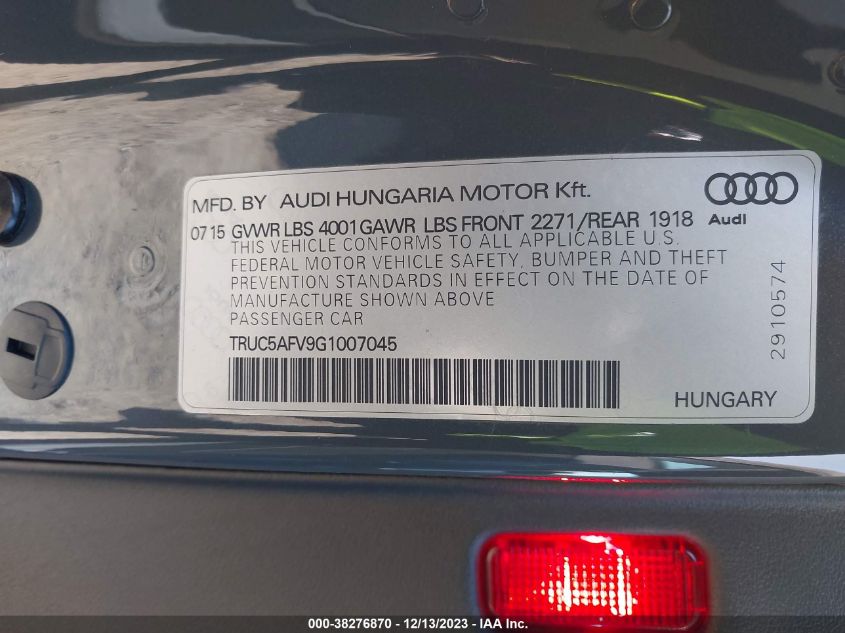 MFD. BY AUDI HUNGARIA MOTOR Kft.
Audi
07 15 GVWR LBS 4001 GAWR LBS FRONT 2271/REAR 1918
THIS VEHICLE CONFORMS TO ALL APPLICABLE U.S.
FEDERAL MOTOR VEHICLE SAFETY, BUMPER AND THEFT
PREVENTION STANDARDS IN EFFECT ON THE DATE OF
MANUFACTURE SHOWN ABOVE
PASSENGER CAR
TRUC5AFV9G1007045
HUNGARY
2910574
000-38276870 - 12/13/2023 - IAA Inc.